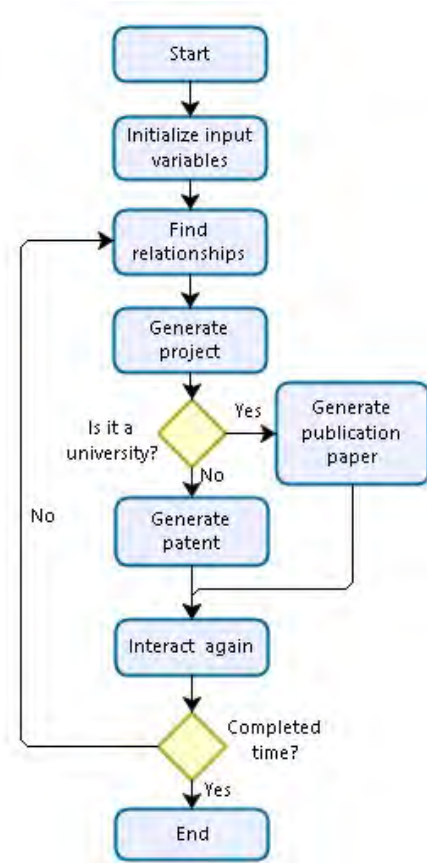 Start
Initialize input
variables
Find
relationships
Generate
project
Is it a
university?
Yes
Generate
publication
paper
No
Generate
patent
No
Interact again
Completed
time?
Yes
End